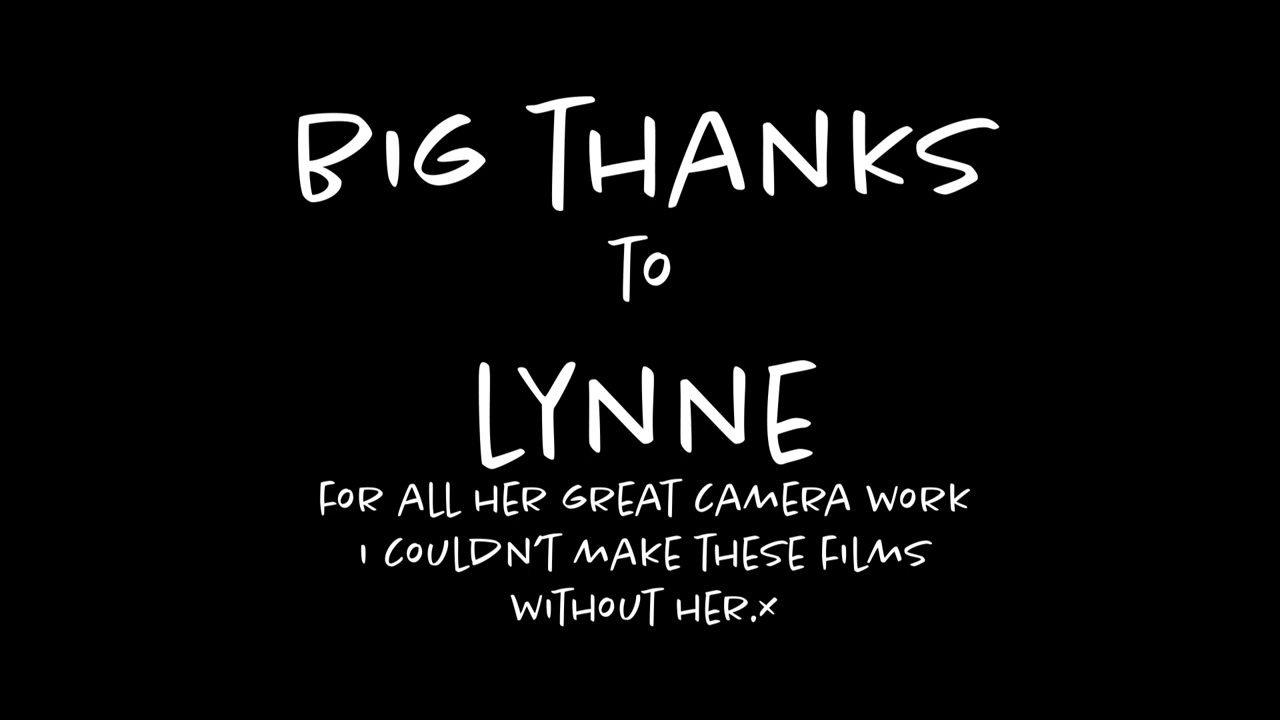 BIG THANKS
TO
LYNNE
FOR ALL HER GREAT CAMERA WORK
I COULDN'T MAKE THESE FILMS
WITHOUT HER.X